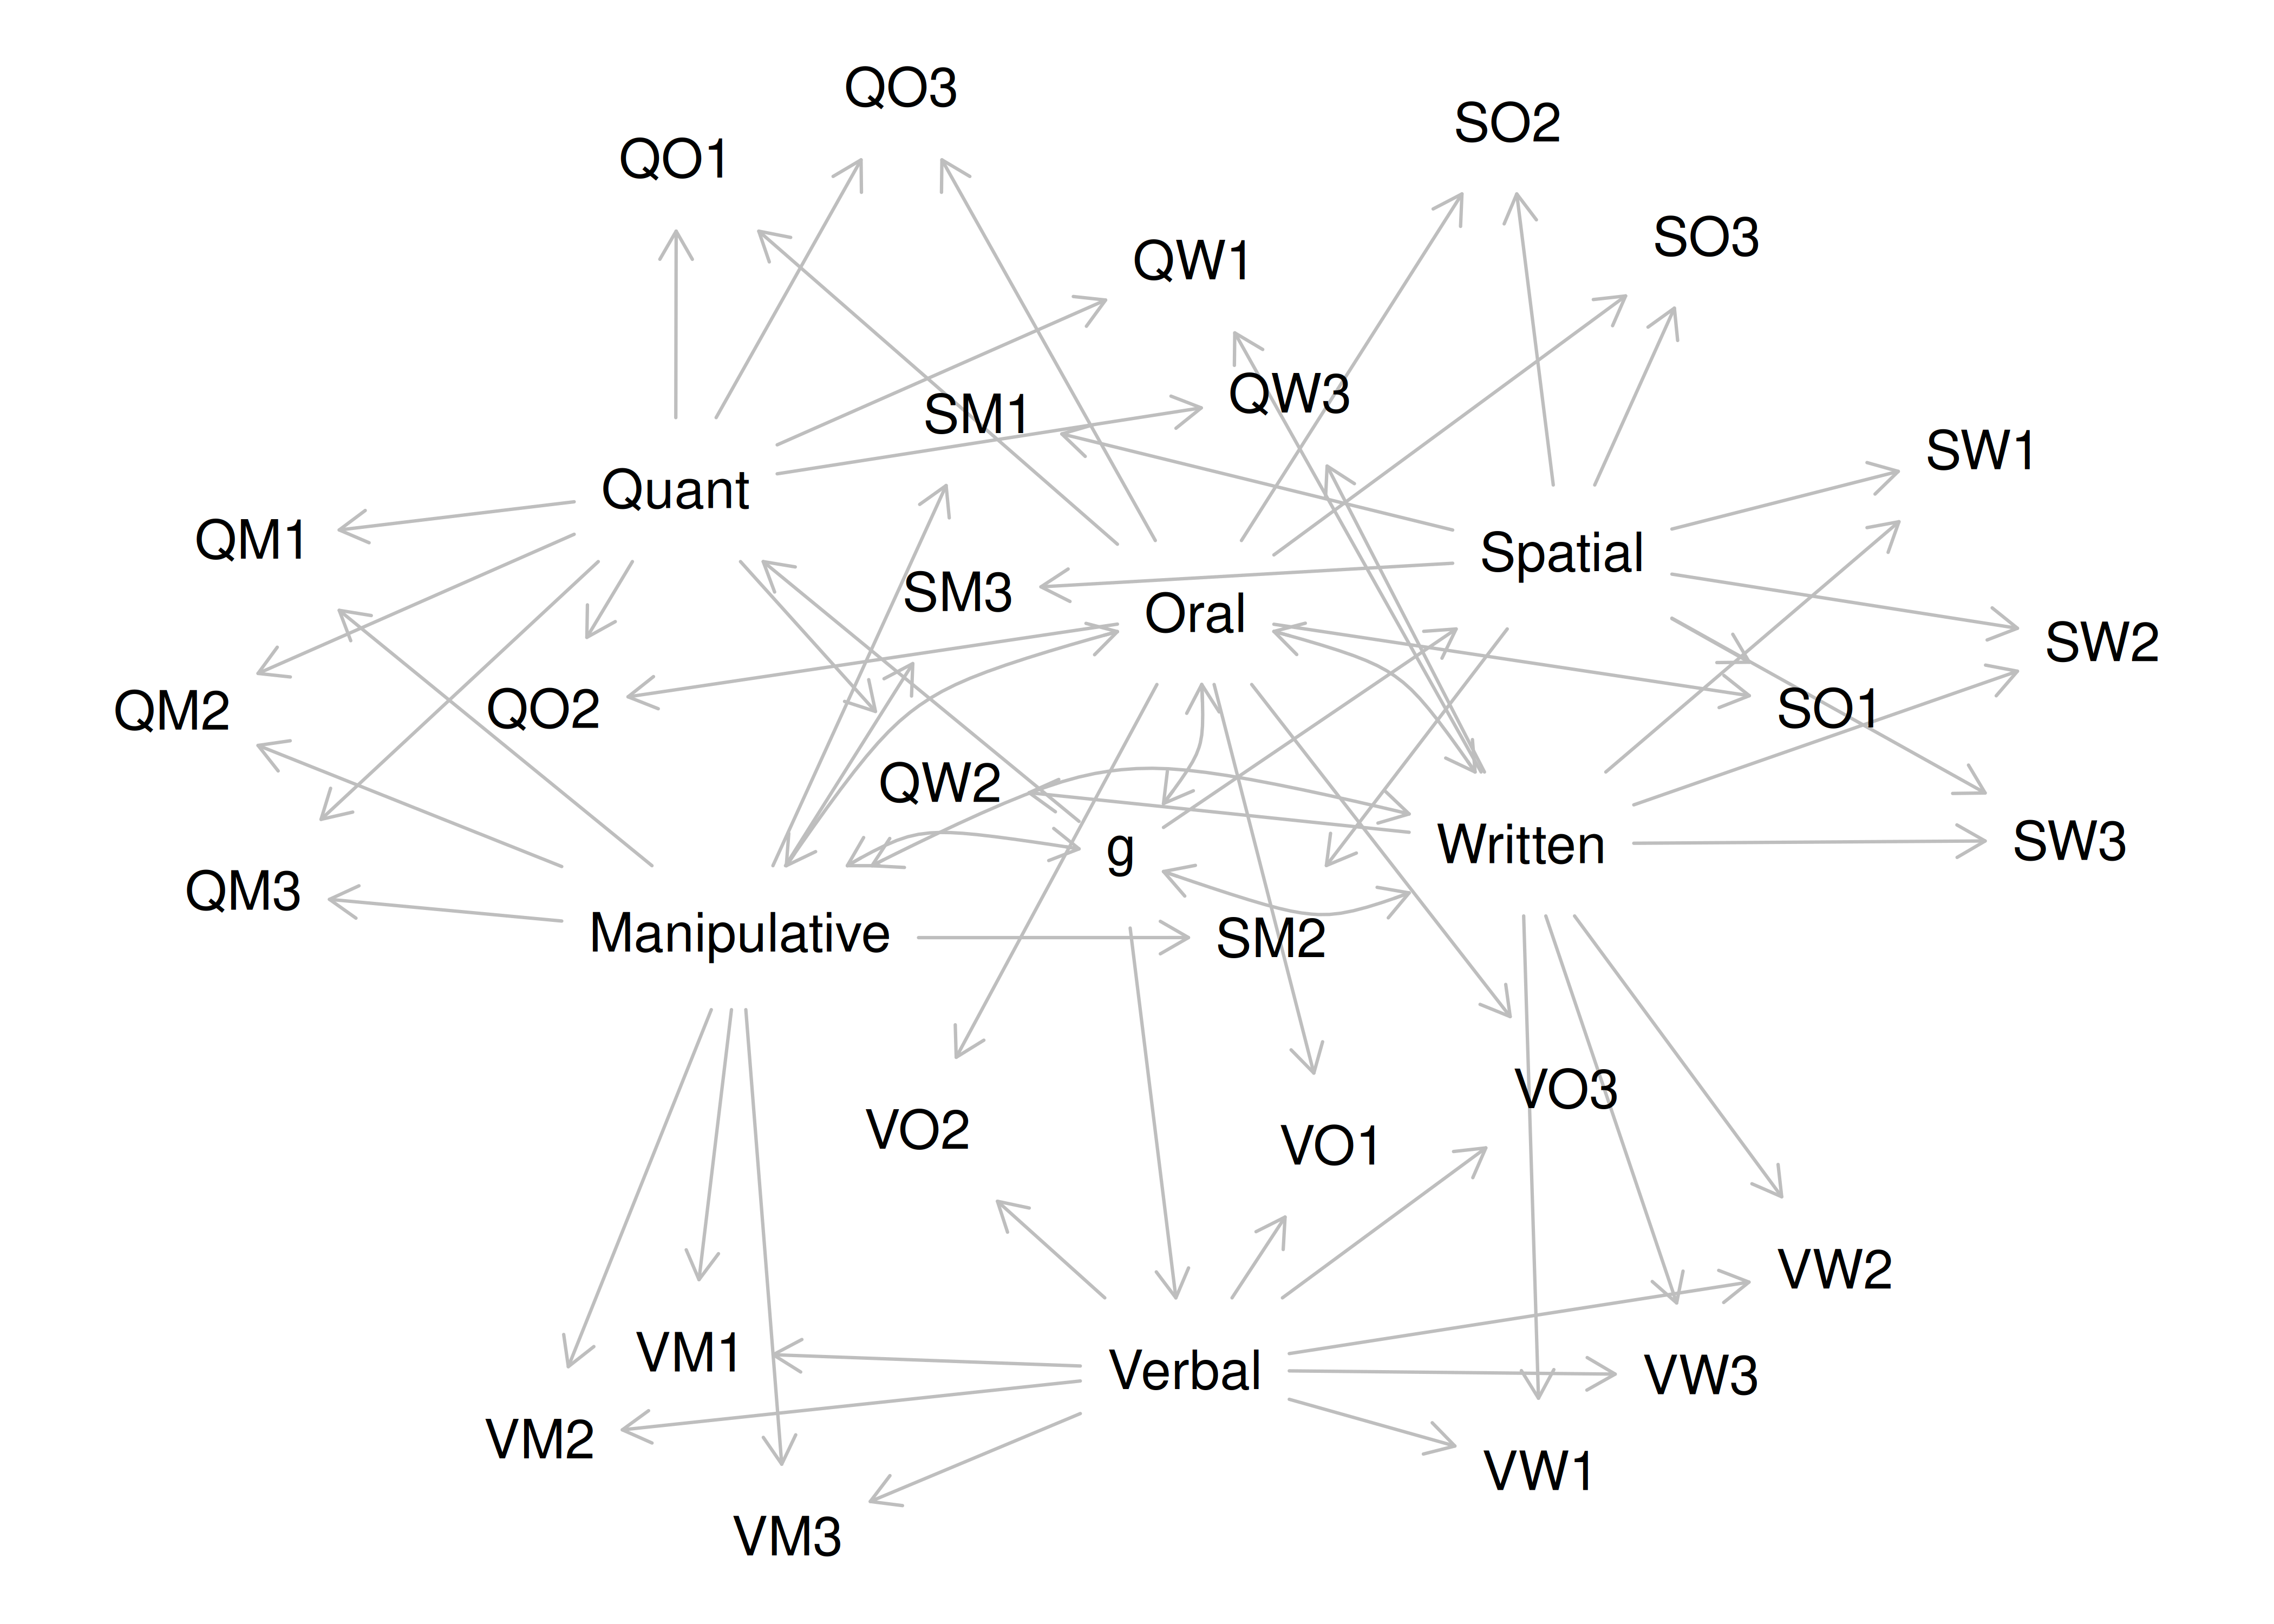 QO3
SO2
QO1
SO3
QW1
QW3
SM1
SW1
Quant
QM1
Spatial
SM3
Oral
SW2
QM2
QO2
SO1
QW2
g
Written
SW3
QM3
Manipulative
SM2
VO3
VO2
VO1
VW2
VM1
Verbal
VW3
VM2
VW1
VM3